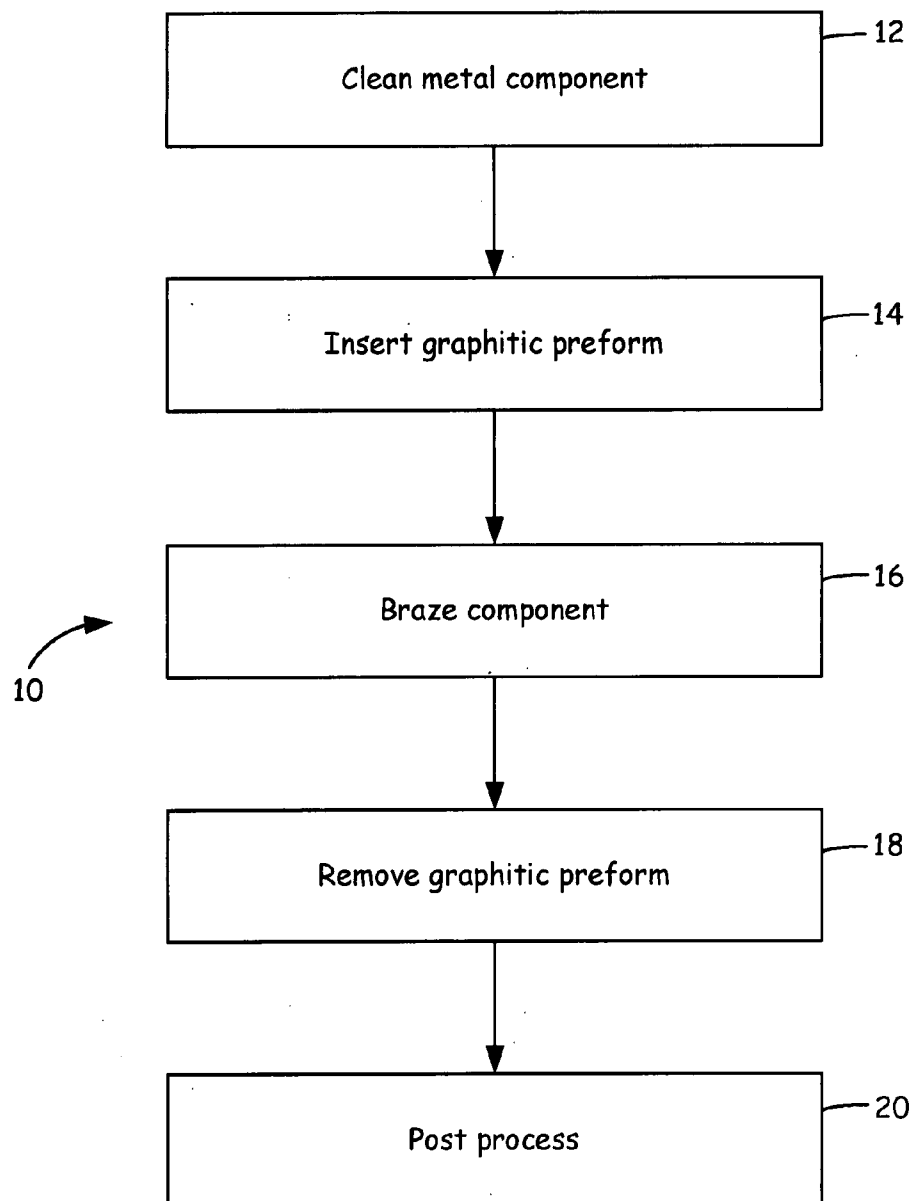 12
Clean metal component
14
Insert graphitic preform
16
Braze component
10
18
Remove graphitic preform
20
Post process